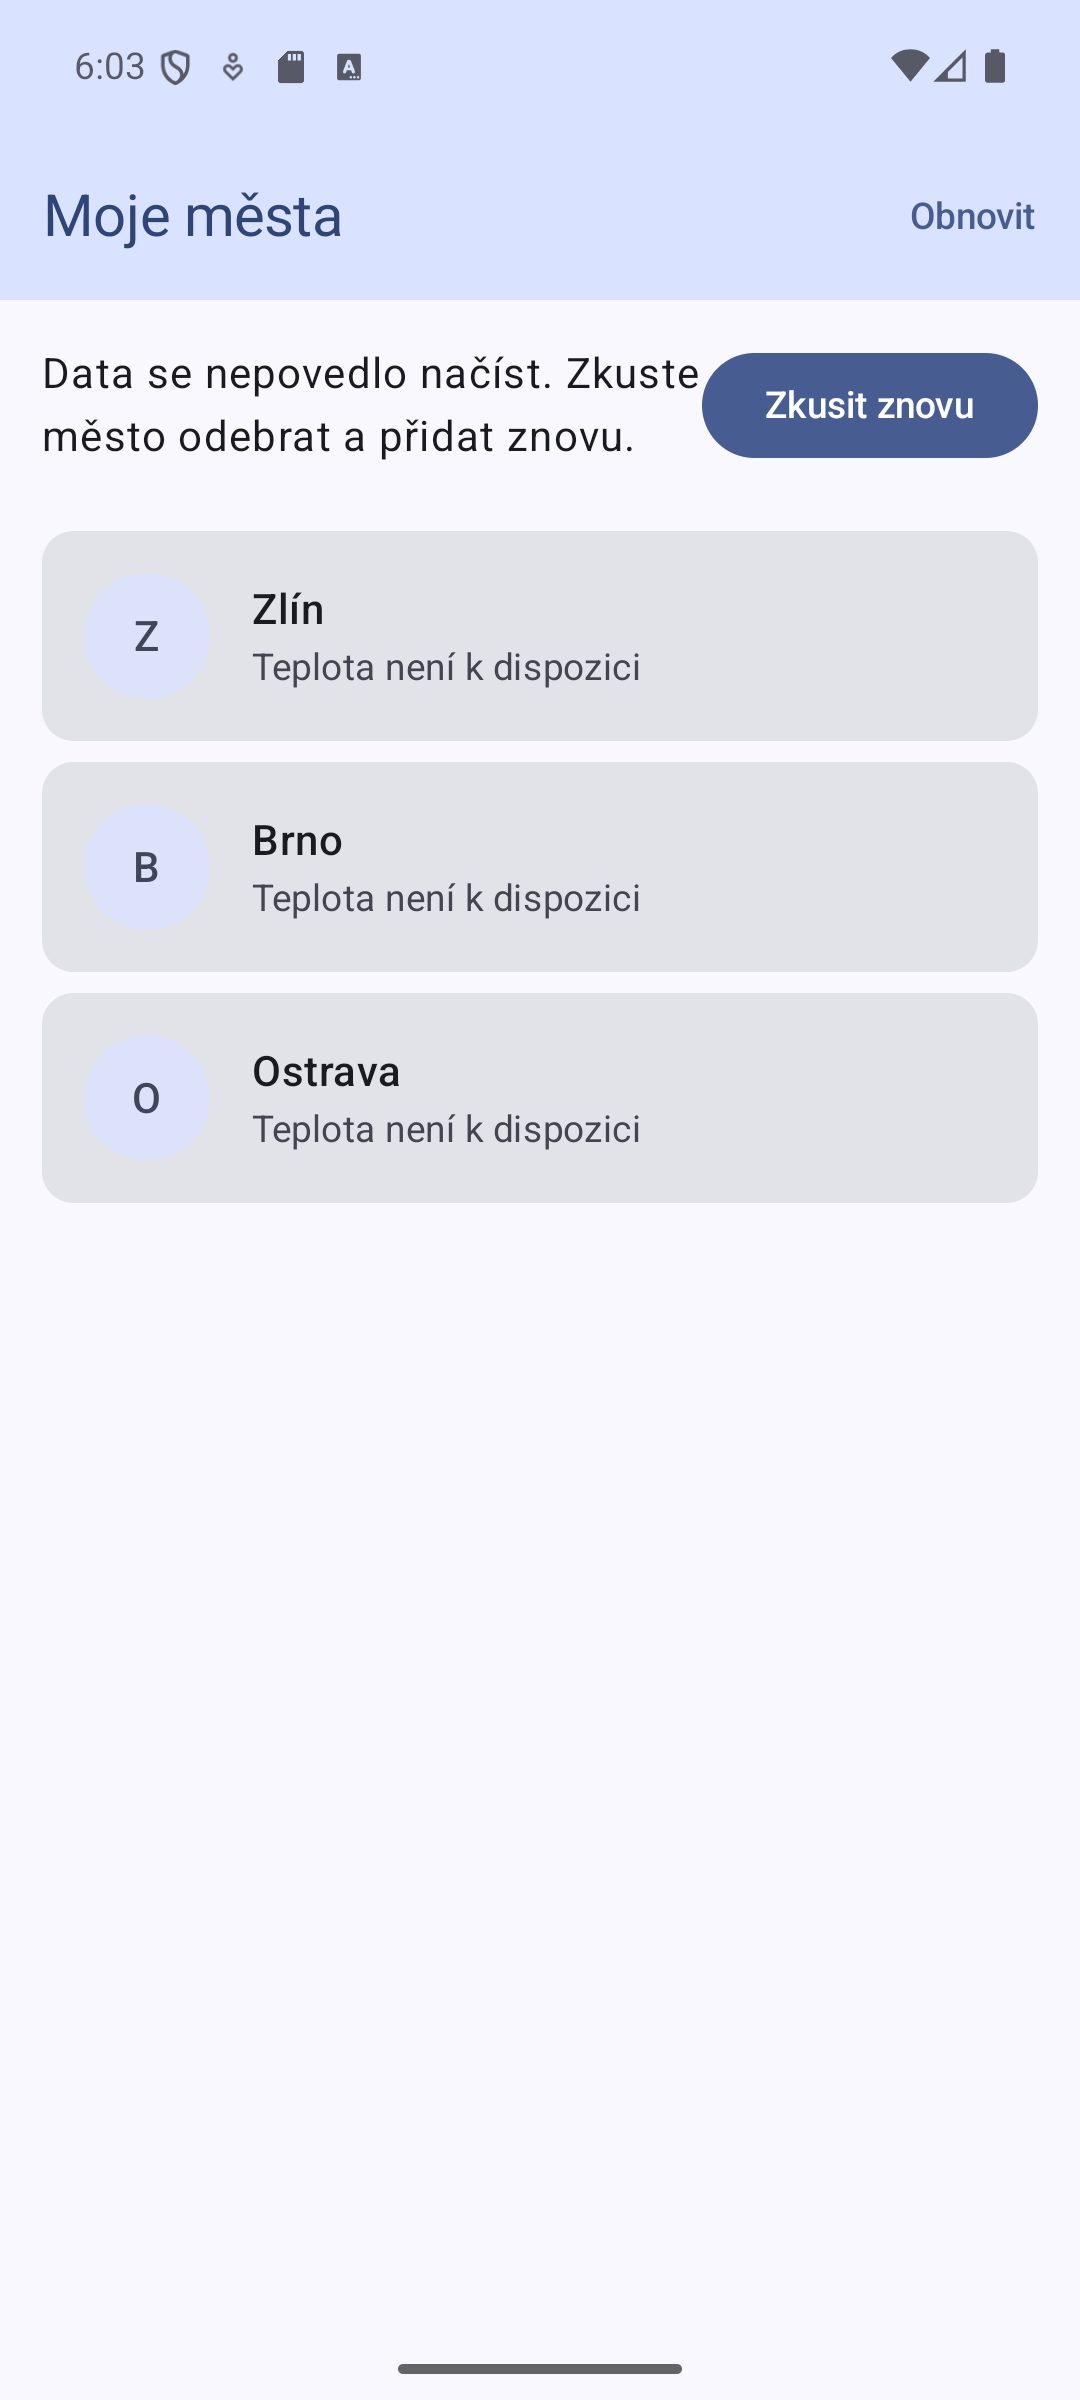 6:03
Moje města
Obnovit
Data se nepovedlo načíst. Zkuste
město odebrat a přidat znovu.
Zkusit znovu
Z
Zlín
Teplota není k dispozici
B
Brno
Teplota není k dispozici
O
Ostrava
Teplota není k dispozici